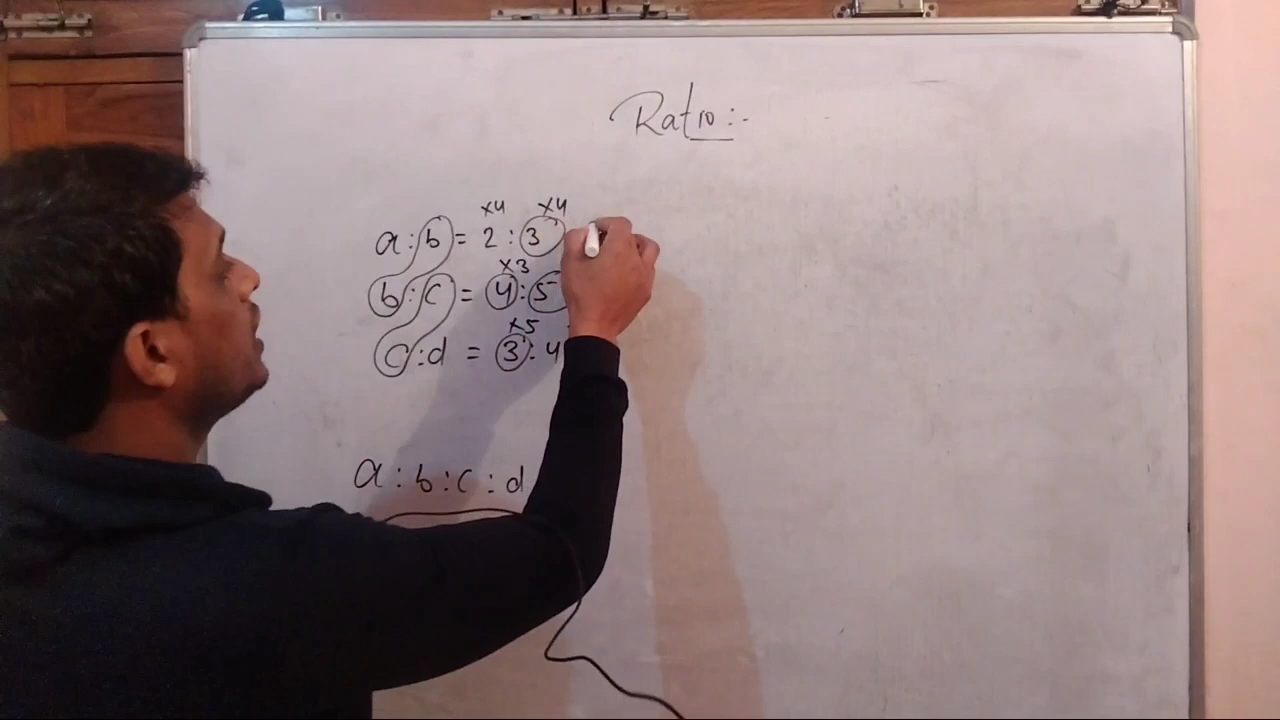 Ratio :-
×4 ×4
a : b = 2 : 3
×3
b : c = 4 : 5
×5
c : d = 3 : 4
a : b : c : d